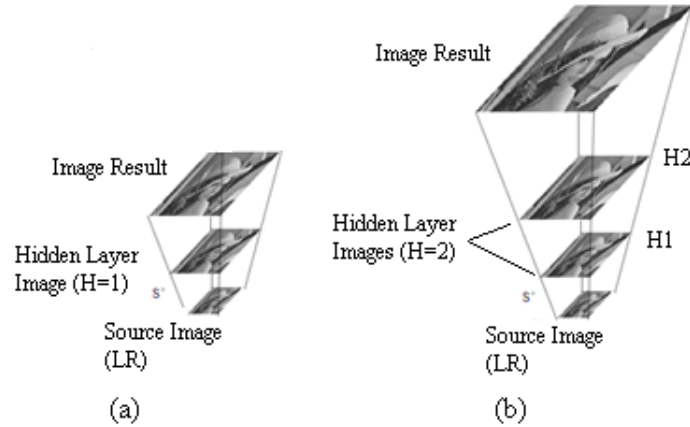 Image Result
Hidden Layer
Image (H=1)
S+
Source Image
(LR)
(a)
Image Result
H2
Hidden Layer
Images (H=2)
H1
S+
Source Image
(LR)
(b)